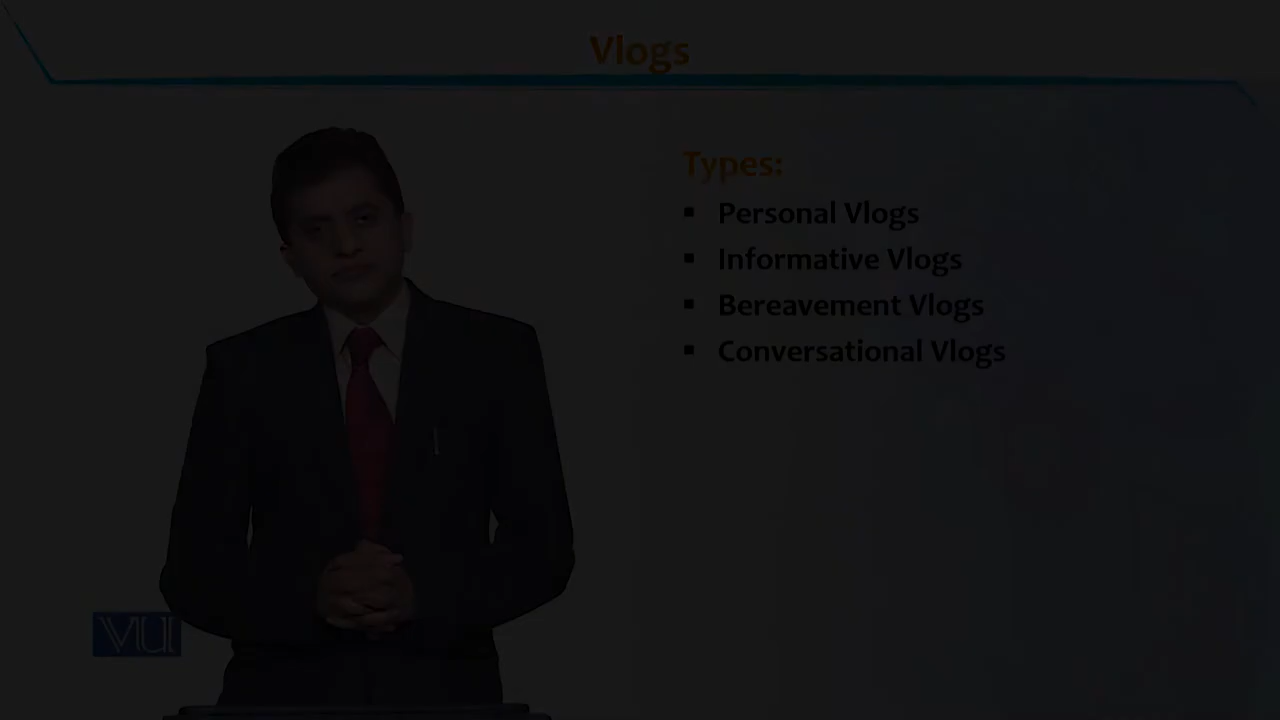 Vlogs
Types:
▪ Personal Vlogs
▪ Informative Vlogs
▪ Bereavement Vlogs
▪ Conversational Vlogs
VU